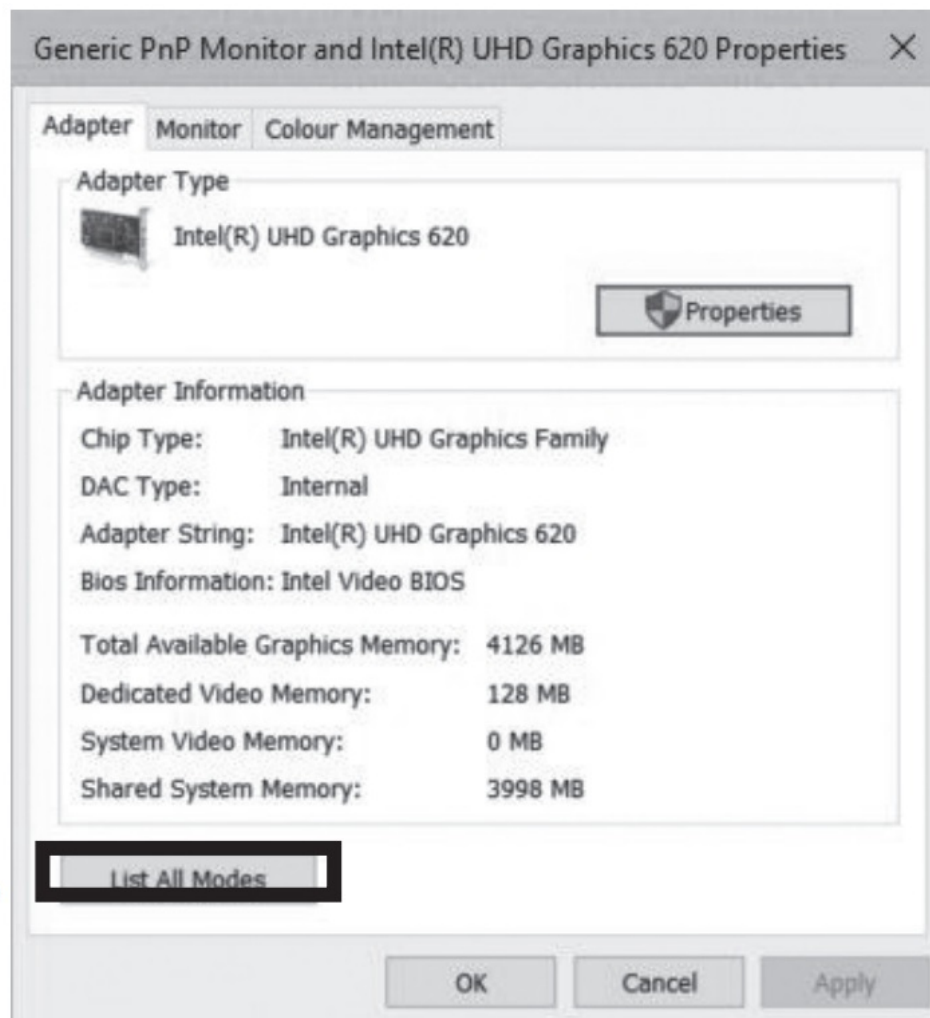 Generic PnP Monitor and Intel(R) UHD Graphics 620 Properties
Adapter Monitor Colour Management
Adapter Type
Intel(R) UHD Graphics 620
Properties
Adapter Information
Chip Type: Intel(R) UHD Graphics Family
DAC Type: Internal
Adapter String: Intel(R) UHD Graphics 620
Bios Information: Intel Video BIOS
Total Available Graphics Memory: 4126 MB
Dedicated Video Memory: 128 MB
System Video Memory: 0 MB
Shared System Memory: 3998 MB
List All Modes
OK Cancel Apply